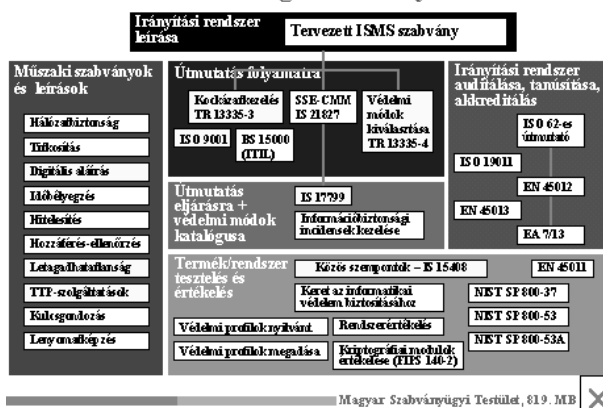 Irányítási rendszer
leírása
Tervezett ISMS szabvány
Műszaki szabványok
és leírások
Hálózatbiztonság
Titkosítás
Digitális aláírás
Időbélyegzés
Hitelesítés
Hozzáférés-ellenőrzés
Letagadhatatlanság
TTP-szolgáltatások
Kulcsgondozás
Lenyomatképzés
Útmutatás folyamatra
Kockázatkezelés
TR 13335-3
SSE-CMM
IS 21827
Védelmi
módok
kiválasztása
TR 13335-4
IS O 9001
BS 15000
(ITIL)
Útmutatás
eljárásra +
védelmi módok
katalógusa
IS 17799
Információbiztonsági
incidensek kezelése
Irányítási rendszer
auditálása, tanúsítása,
akkreditálás
IS O 62-es
útmutató
IS O 19011
EN 45012
EN 45013
EA 7/13
Termék/rendszer
tesztelés és
értékelés
Közös szempontok – IS 15408
EN 45011
Keret az informatikai
védelem biztosításához
NIST SP 800-37
Védelmi profilok nyilvánt
Rendszerértékelés
NIST SP 800-53
Védelmi profilok megadása
Kriptográfiai modulok
értékelése (FIPS 140-2)
NIST SP 800-53A
Magyar Szabványügyi Testület, 819. MB